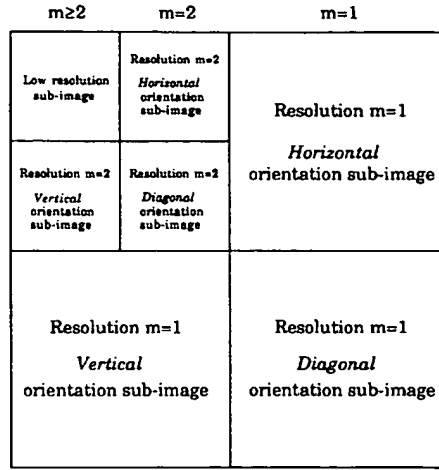 m≥2 m=2 m=1
Low resolution
sub-image
Resolution m=2
Horizontal
orientation
sub-image
Resolution m=1
Horizontal
orientation sub-image
Resolution m=2
Vertical
orientation
sub-image
Resolution m=2
Diagonal
orientation
sub-image
Resolution m=1
Vertical
orientation sub-image
Resolution m=1
Diagonal
orientation sub-image